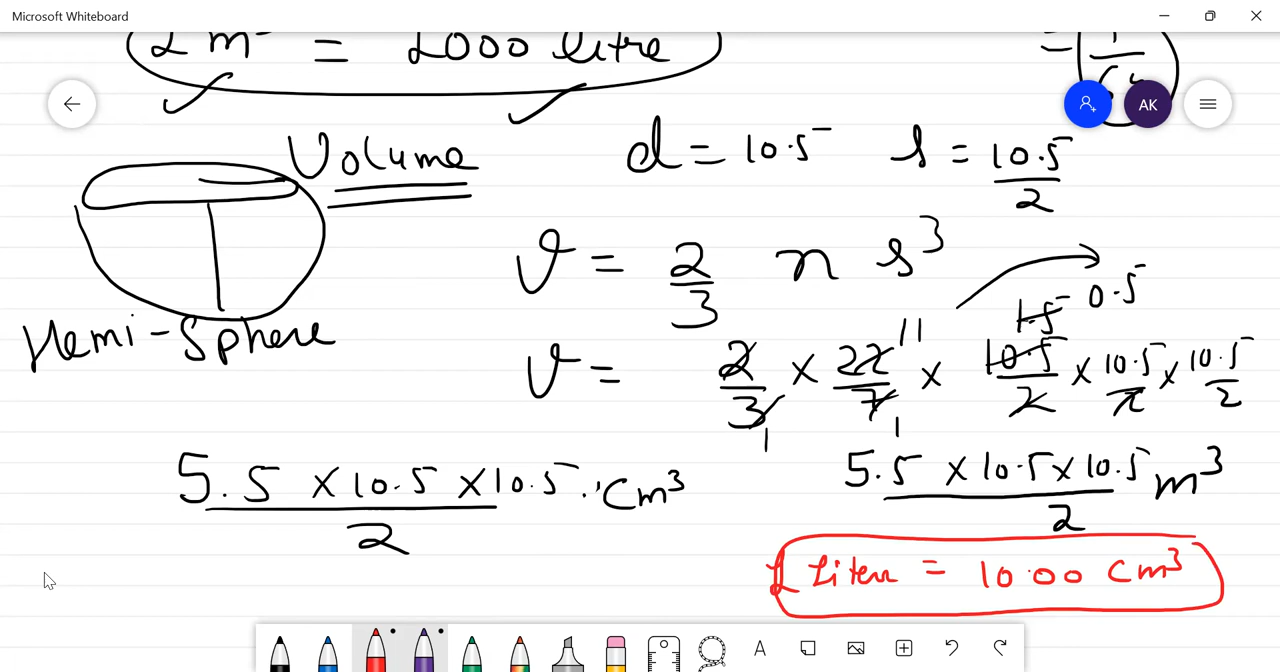 Microsoft Whiteboard
1 m³ = 1000 litre
AK
Volume
d = 10.5 r = 10.5/2
V = 2/3 π r³
1.5 0.5
11
V = 2/3 × 22/7 × 10.5/2 × 10.5/2 × 10.5/2
1 1
Hemi-Sphere
5.5 × 10.5 × 10.5/2 m³
5.5 × 10.5 × 10.5/2 . cm³
1 Liter = 1000 cm³
A